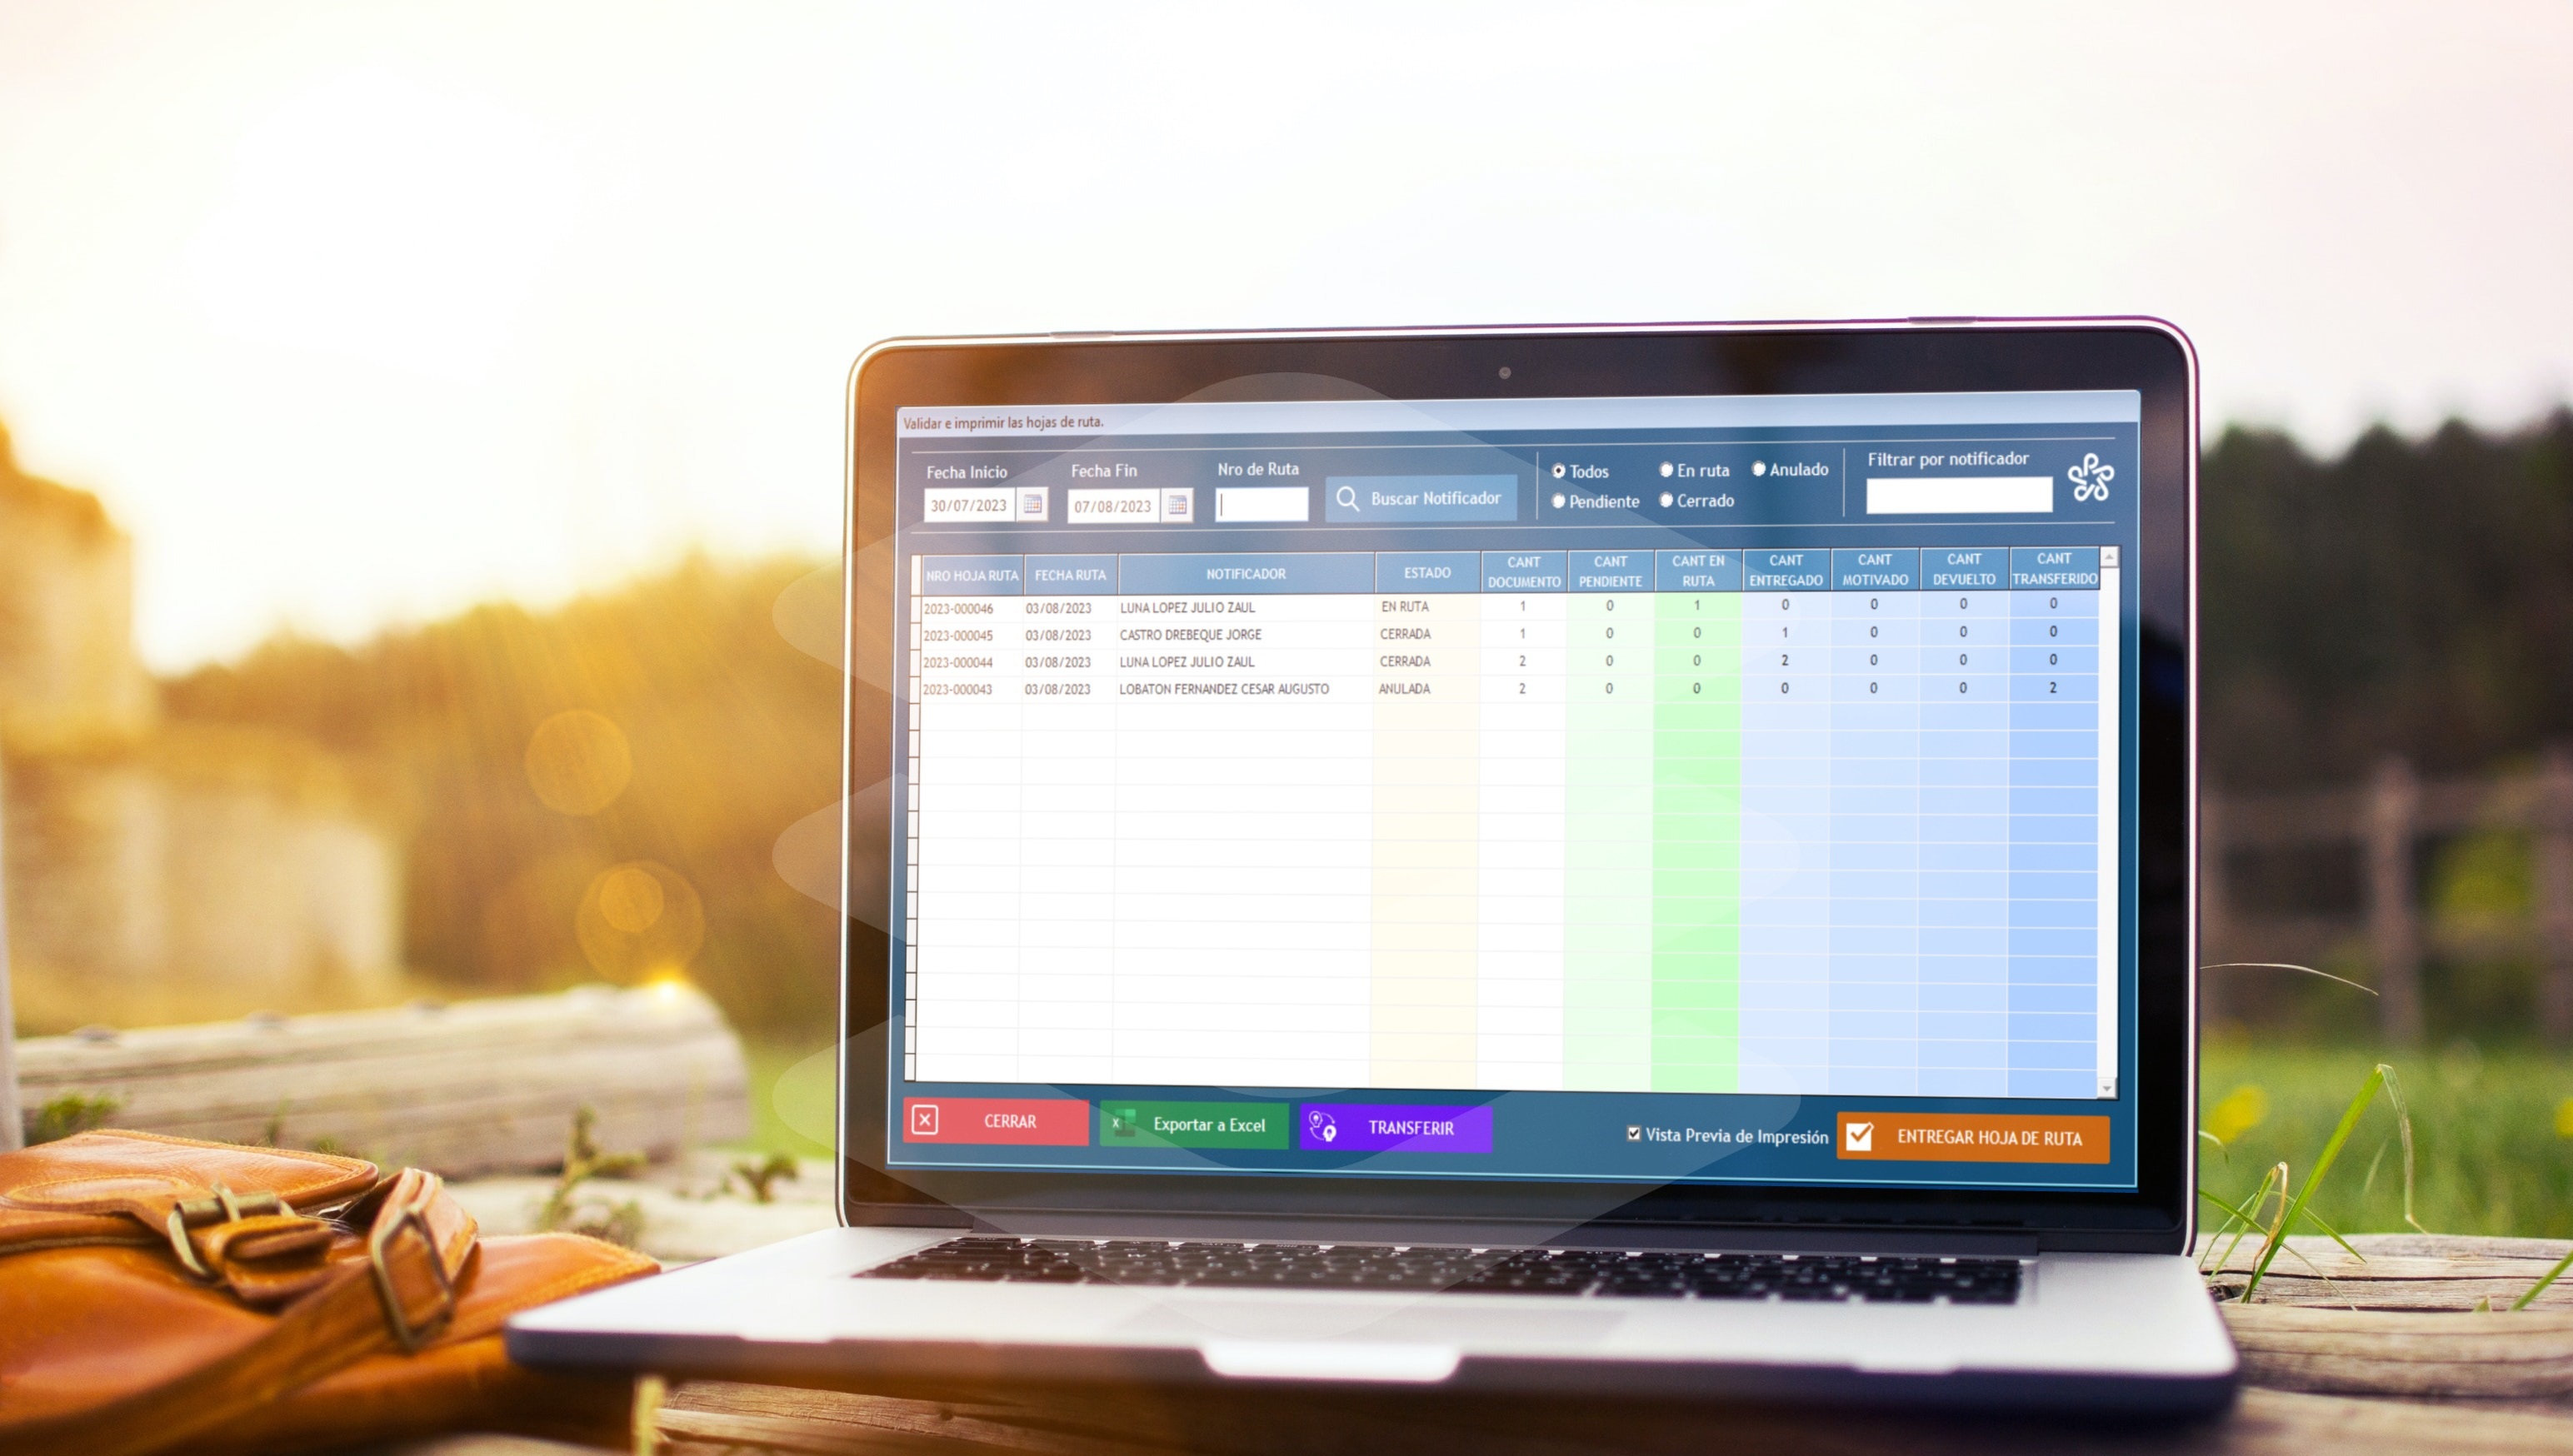 Validar e imprimir las hojas de ruta.
Fecha Inicio Fecha Fin Nro de Ruta
30/07/2023 07/08/2023 Buscar Notificador
Todos En ruta Anulado
Pendiente Cerrado
Filtrar por notificador
NRO HOJA RUTA FECHA RUTA NOTIFICADOR ESTADO CANT DOCUMENTO CANT PENDIENTE CANT EN RUTA CANT ENTREGADO CANT MOTIVADO CANT DEVUELTO CANT TRANSFERIDO
2023-000046 03/08/2023 LUNA LOPEZ JULIO ZAUL EN RUTA 1 0 1 0 0 0 0
2023-000045 03/08/2023 CASTRO DREBEQUE JORGE CERRADA 1 0 0 1 0 0 0
2023-000044 03/08/2023 LUNA LOPEZ JULIO ZAUL CERRADA 2 0 0 2 0 0 0
2023-000043 03/08/2023 LOBATON FERNANDEZ CESAR AUGUSTO ANULADA 2 0 0 0 0 0 2
CERRAR Exportar a Excel TRANSFERIR Vista Previa de Impresión ENTREGAR HOJA DE RUTA